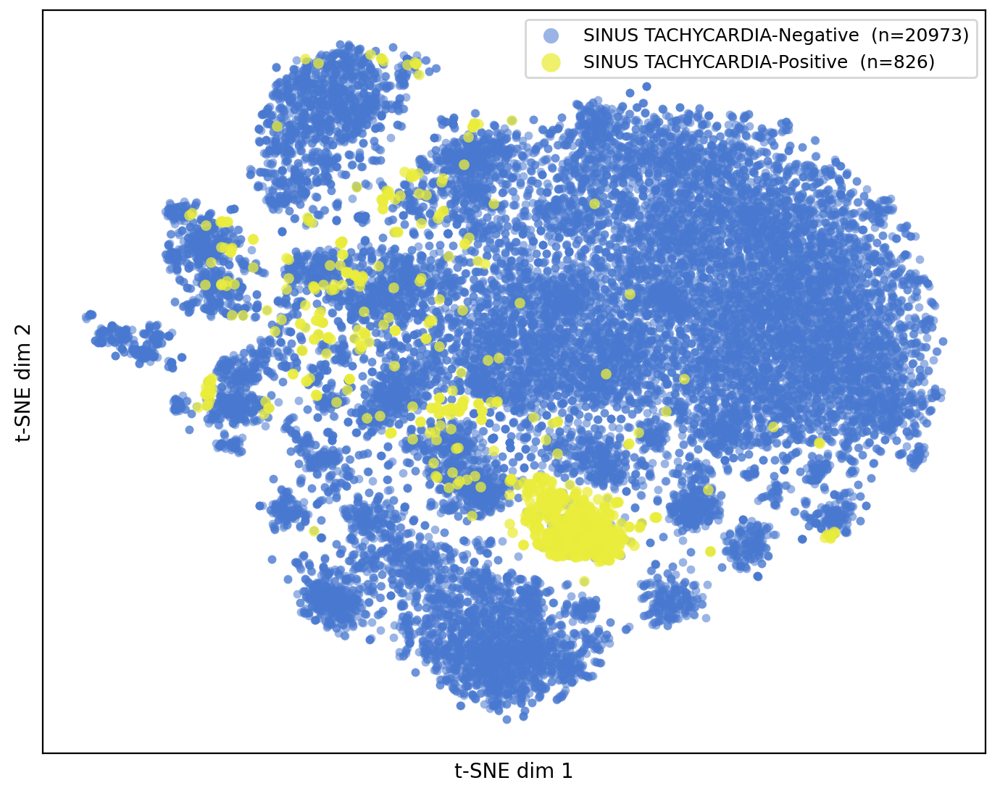 SINUS TACHYCARDIA-Negative (n=20973)
SINUS TACHYCARDIA-Positive (n=826)
t-SNE dim 2
t-SNE dim 1